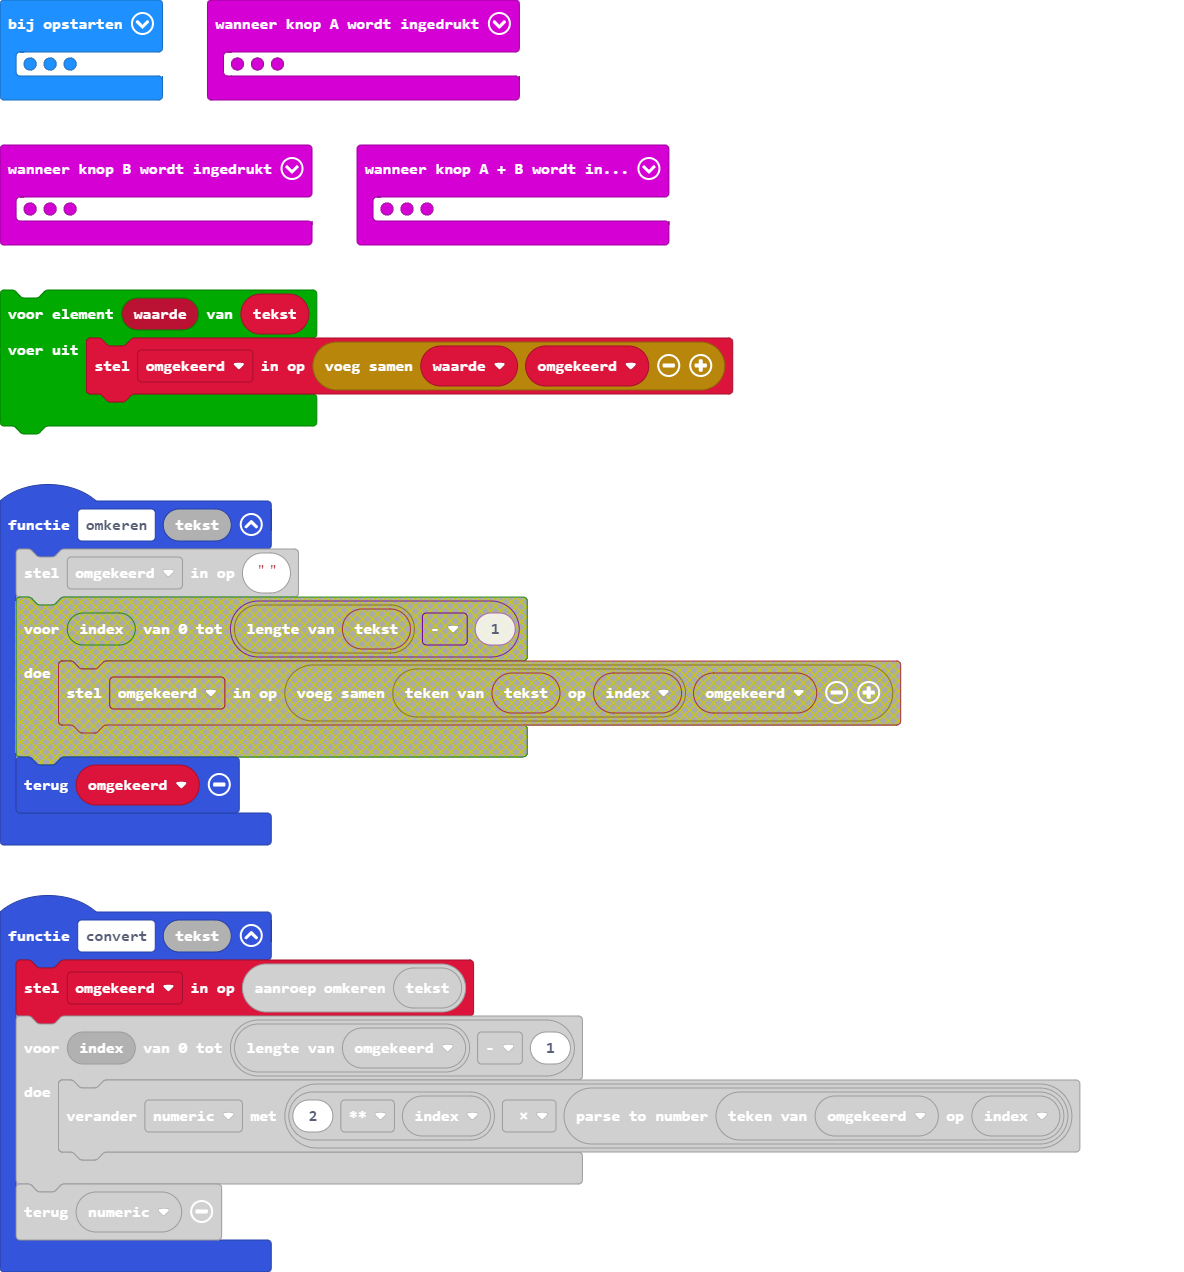 bij opstarten
wanneer knop A wordt ingedrukt
wanneer knop B wordt ingedrukt
wanneer knop A + B wordt in...
voor element waarde van tekst
voer uit
stel omgekeerd in op voeg samen waarde omgekeerd
functie omkeren tekst
stel omgekeerd in op " "
voor index van 0 tot lengte van tekst - 1
doe
stel omgekeerd in op voeg samen teken van tekst op index omgekeerd
terug omgekeerd
functie convert tekst
stel omgekeerd in op aanroep omkeren tekst
voor index van 0 tot lengte van omgekeerd - 1
doe
verander numeric met 2 ** index × parse to number teken van omgekeerd op index
terug numeric